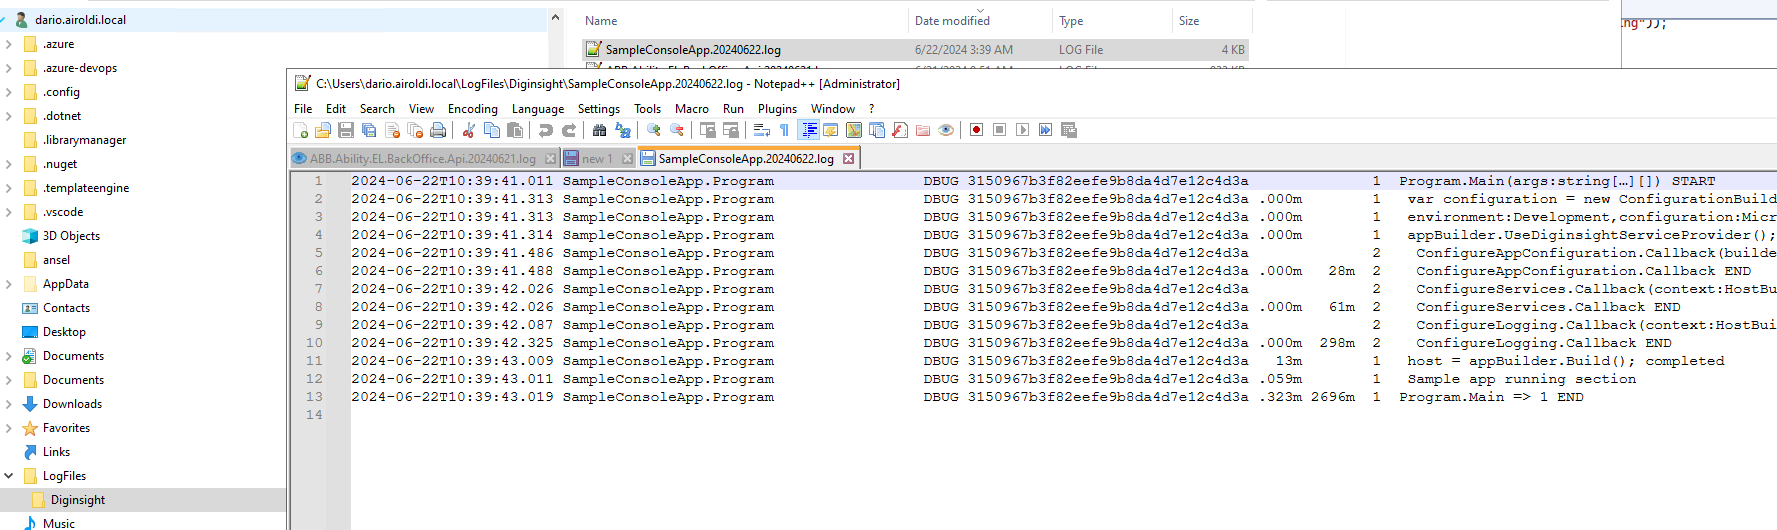 dario.airoldi.local
.azure
.azure-devops
.config
.dotnet
.librarymanager
.nuget
.templateengine
.vscode
3D Objects
ansel
AppData
Contacts
Desktop
Documents
Documents
Downloads
Favorites
Links
LogFiles
Diginsight
Music
Name Date modified Type Size
SampleConsoleApp.20240622.log 6/22/2024 3:39 AM LOG File 4 KB
C:\Users\dario.airoldi.local\LogFiles\Diginsight\SampleConsoleApp.20240622.log - Notepad++ [Administrator]
File Edit Search View Encoding Language Settings Tools Macro Run Plugins Window ?
ABB.Ability.EL.BackOffice.Api.20240621.log new 1 SampleConsoleApp.20240622.log
1 2024-06-22T10:39:41.011 SampleConsoleApp.Program DBUG 3150967b3f82eefe9b8da4d7e12c4d3a 1 Program.Main(args:string[…][]) START
2 2024-06-22T10:39:41.313 SampleConsoleApp.Program DBUG 3150967b3f82eefe9b8da4d7e12c4d3a .000m 1 var configuration = new ConfigurationBuild
3 2024-06-22T10:39:41.313 SampleConsoleApp.Program DBUG 3150967b3f82eefe9b8da4d7e12c4d3a .000m 1 environment:Development,configuration:Micr
4 2024-06-22T10:39:41.314 SampleConsoleApp.Program DBUG 3150967b3f82eefe9b8da4d7e12c4d3a .000m 1 appBuilder.UseDiginsightServiceProvider();
5 2024-06-22T10:39:41.486 SampleConsoleApp.Program DBUG 3150967b3f82eefe9b8da4d7e12c4d3a 2 ConfigureAppConfiguration.Callback(builde
6 2024-06-22T10:39:41.488 SampleConsoleApp.Program DBUG 3150967b3f82eefe9b8da4d7e12c4d3a .000m 28m 2 ConfigureAppConfiguration.Callback END
7 2024-06-22T10:39:42.026 SampleConsoleApp.Program DBUG 3150967b3f82eefe9b8da4d7e12c4d3a 2 ConfigureServices.Callback(context:HostBu
8 2024-06-22T10:39:42.026 SampleConsoleApp.Program DBUG 3150967b3f82eefe9b8da4d7e12c4d3a .000m 61m 2 ConfigureServices.Callback END
9 2024-06-22T10:39:42.087 SampleConsoleApp.Program DBUG 3150967b3f82eefe9b8da4d7e12c4d3a 2 ConfigureLogging.Callback(context:HostBui
10 2024-06-22T10:39:42.325 SampleConsoleApp.Program DBUG 3150967b3f82eefe9b8da4d7e12c4d3a .000m 298m 2 ConfigureLogging.Callback END
11 2024-06-22T10:39:43.009 SampleConsoleApp.Program DBUG 3150967b3f82eefe9b8da4d7e12c4d3a 13m 1 host = appBuilder.Build(); completed
12 2024-06-22T10:39:43.011 SampleConsoleApp.Program DBUG 3150967b3f82eefe9b8da4d7e12c4d3a .059m 1 Sample app running section
13 2024-06-22T10:39:43.019 SampleConsoleApp.Program DBUG 3150967b3f82eefe9b8da4d7e12c4d3a .323m 2696m 1 Program.Main => 1 END
14